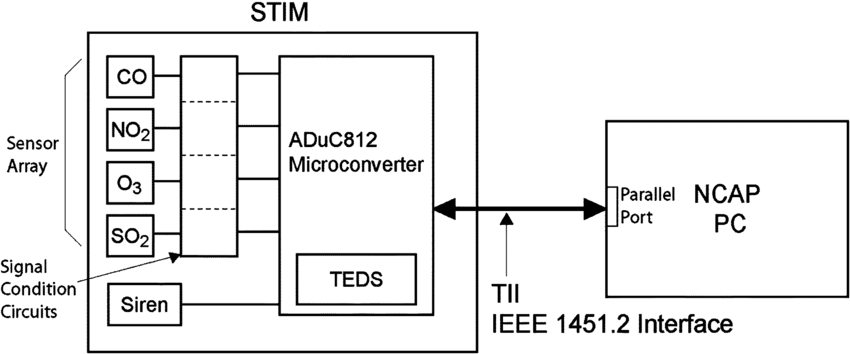 STIM
Sensor
Array
CO
NO2
O3
SO2
Signal
Condition
Circuits
Siren
ADuC812
Microconverter
TEDS
TII
IEEE 1451.2 Interface
Parallel
Port
NCAP
PC